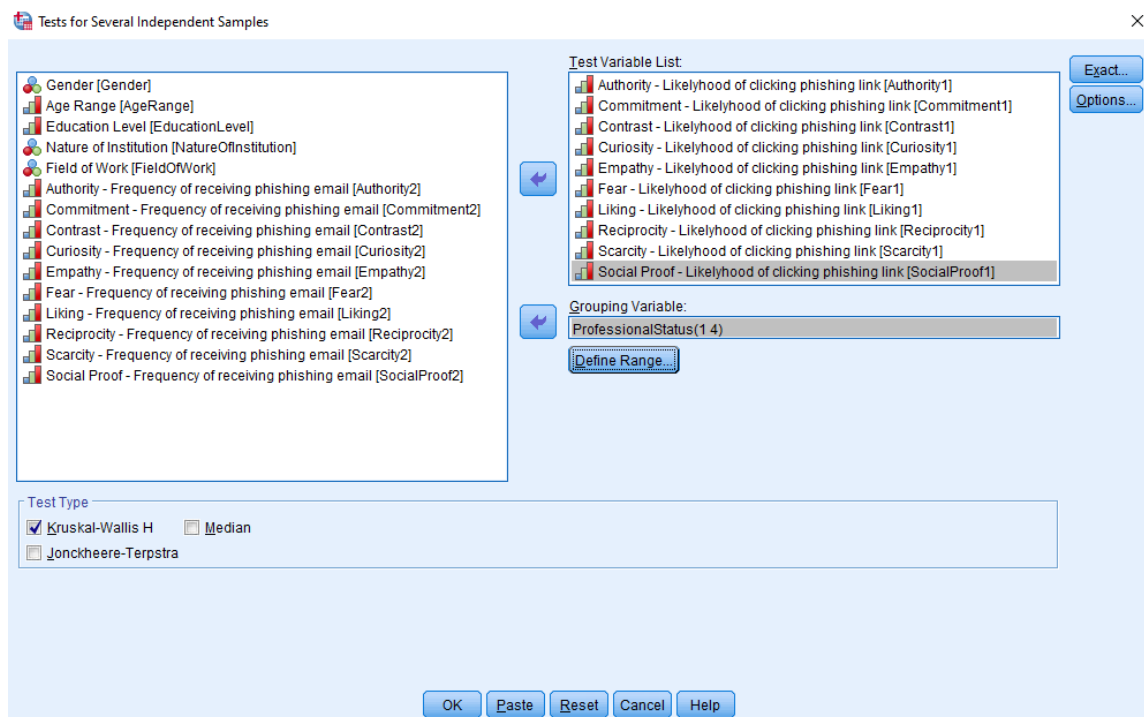 Tests for Several Independent Samples
Gender [Gender]
Age Range [AgeRange]
Education Level [EducationLevel]
Nature of Institution [NatureOfInstitution]
Field of Work [FieldOfWork]
Authority - Frequency of receiving phishing email [Authority2]
Commitment - Frequency of receiving phishing email [Commitment2]
Contrast - Frequency of receiving phishing email [Contrast2]
Curiosity - Frequency of receiving phishing email [Curiosity2]
Empathy - Frequency of receiving phishing email [Empathy2]
Fear - Frequency of receiving phishing email [Fear2]
Liking - Frequency of receiving phishing email [Liking2]
Reciprocity - Frequency of receiving phishing email [Reciprocity2]
Scarcity - Frequency of receiving phishing email [Scarcity2]
Social Proof - Frequency of receiving phishing email [SocialProof2]
Test Variable List:
Authority - Likelyhood of clicking phishing link [Authority1]
Commitment - Likelyhood of clicking phishing link [Commitment1]
Contrast - Likelyhood of clicking phishing link [Contrast1]
Curiosity - Likelyhood of clicking phishing link [Curiosity1]
Empathy - Likelyhood of clicking phishing link [Empathy1]
Fear - Likelyhood of clicking phishing link [Fear1]
Liking - Likelyhood of clicking phishing link [Liking1]
Reciprocity - Likelyhood of clicking phishing link [Reciprocity1]
Scarcity - Likelyhood of clicking phishing link [Scarcity1]
Social Proof - Likelyhood of clicking phishing link [SocialProof1]
Grouping Variable:
ProfessionalStatus(1 4)
Define Range...
Exact...
Options...
Test Type
Kruskal-Wallis H Median
Jonckheere-Terpstra
OK Paste Reset Cancel Help